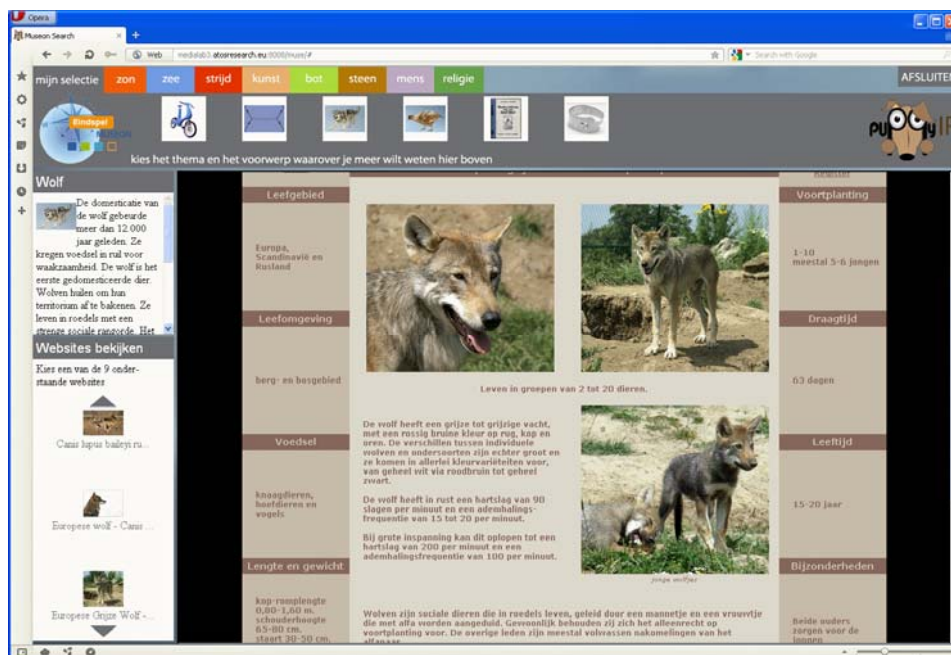 Opera
Museon Search
Web
medialab3.atosresearch.eu:8008/muse/#
Search with Google
mijn selectie
zon
zee
strijd
kunst
bot
steen
mens
religie
AFSLUITEN
Eindspel
MUSEON
kies het thema en het voorwerp waarover je meer wilt weten hier boven
Wolf
De domesticatie van
de wolf gebeurde
meer dan 12.000
jaar geleden. Ze
kregen voedsel in ruil voor
waakzaamheid. De wolf is het
eerste gedomesticeerde dier.
Wolven huilen om hun
territorium af te bakenen. Ze
leven in roedels met een
strenge sociale rangorde. Het
Websites bekijken
Kies een van de 9 onder-
staande websites
Canis lupus baileyi ru...
Europese wolf - Canis ...
Europese Grijze Wolf -...
Leefgebied
Europa,
Scandinavië en
Rusland
Leefomgeving
berg- en bosgebied
Voedsel
knaagdieren,
hoefdieren en
vogels
Lengte en gewicht
kop-romplengte
0,80-1,60 m.
schouderhoogte
65-80 cm.
staart 30-50 cm.
Leven in groepen van 2 tot 20 dieren.
De wolf heeft een grijze tot grijzige vacht,
met een rossig bruine kleur op rug, kop en
oren. De verschillen tussen individuele
wolven en ondersoorten zijn echter groot en
ze komen in allerlei kleurvariëteiten voor,
van geheel wit via roodbruin tot geheel
zwart.
De wolf heeft in rust een hartslag van 90
slagen per minuut en een ademhalings-
frequentie van 15 tot 20 per minuut.
Bij grote inspanning kan dit oplopen tot een
hartslag van 200 per minuut en een
ademhalingsfrequentie van 100 per minuut.
jonge wolfjes
Wolven zijn sociale dieren die in roedels leven, geleid door een mannetje en een vrouwtje
die met alfa worden aangeduid. Gewoonlijk behouden zij zich het alleenrecht op
voortplanting voor. De overige leden zijn meestal volwassen nakomelingen van het
alfapaar.
Voortplanting
1-10
meestal 5-6 jongen
Draagtijd
63 dagen
Leeftijd
15-20 jaar
Bijzonderheden
Beide ouders
zorgen voor de
jongen